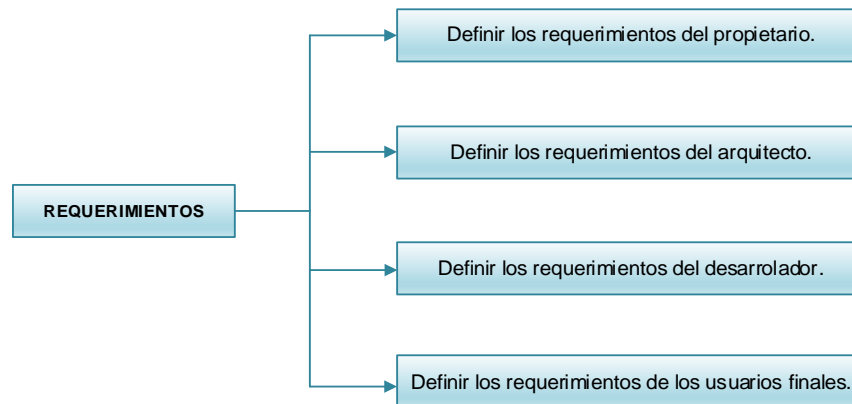 Definir los requerimientos del propietario.
Definir los requerimientos del arquitecto.
REQUERIMIENTOS
Definir los requerimientos del desarrolador.
Definir los requerimientos de los usuarios finales.